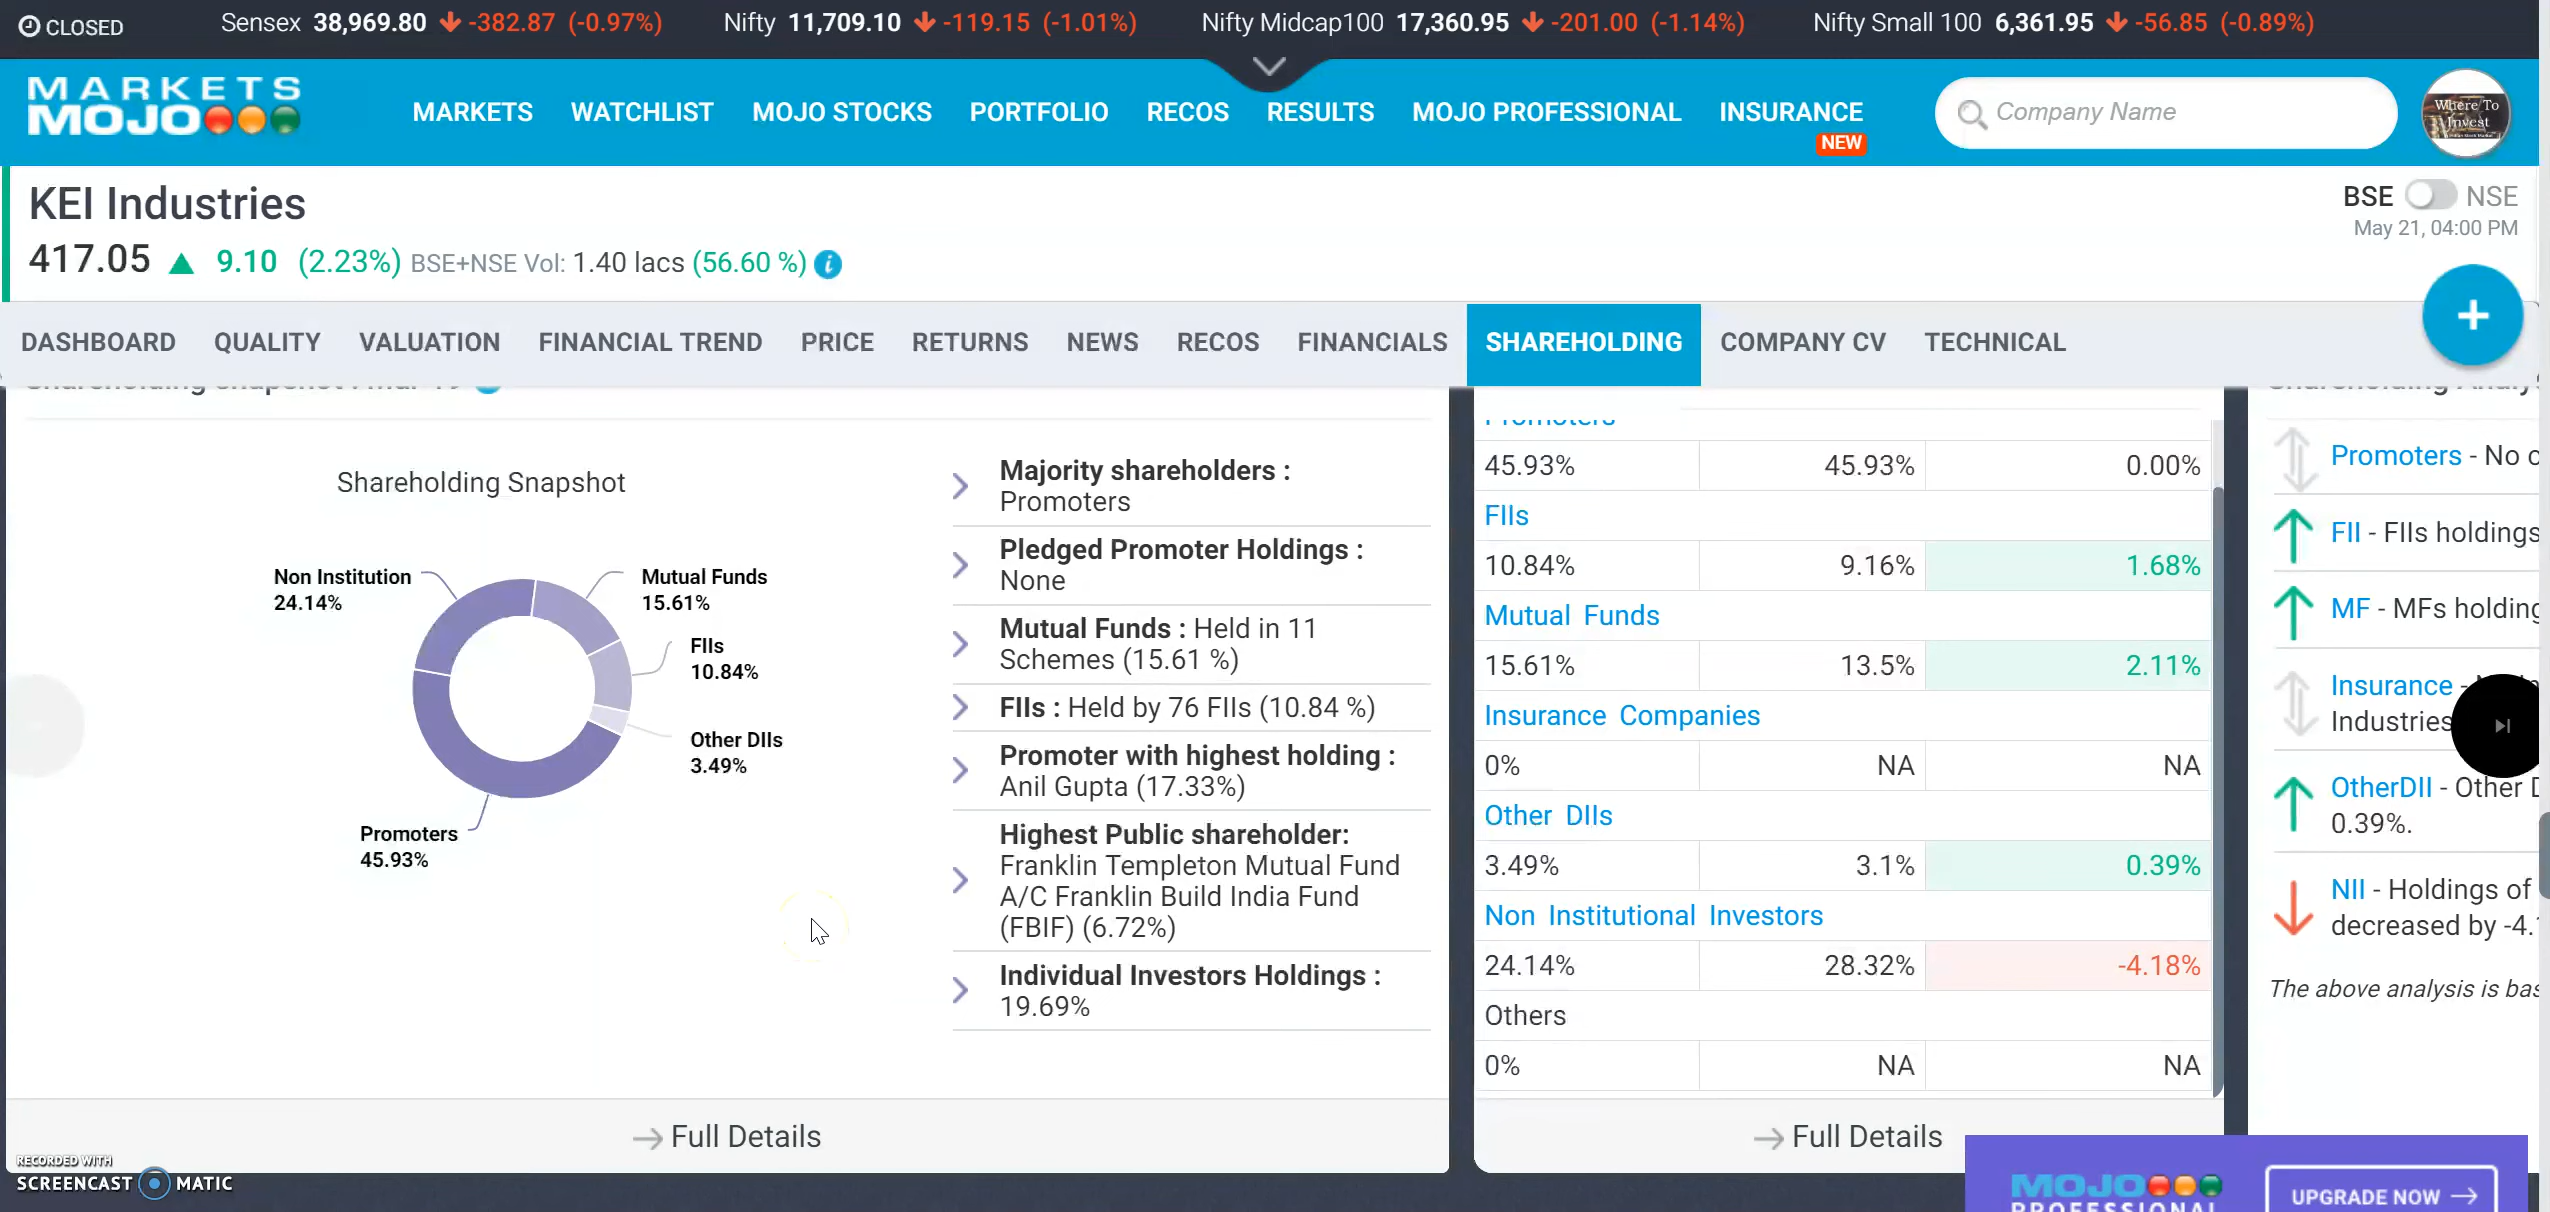 CLOSED Sensex 38,969.80 -382.87 (-0.97%) Nifty 11,709.10 -119.15 (-1.01%) Nifty Midcap100 17,360.95 -201.00 (-1.14%) Nifty Small 100 6,361.95 -56.85 (-0.89%)
MARKETS
MOJO
MARKETS WATCHLIST MOJO STOCKS PORTFOLIO RECOS RESULTS MOJO PROFESSIONAL INSURANCE
NEW
Company Name
Where To
Invest
KEI Industries
417.05 9.10 (2.23%) BSE+NSE Vol: 1.40 lacs (56.60 %) i
BSE NSE
May 21, 04:00 PM
+
DASHBOARD QUALITY VALUATION FINANCIAL TREND PRICE RETURNS NEWS RECOS FINANCIALS SHAREHOLDING COMPANY CV TECHNICAL
Shareholding Snapshot
Non Institution
24.14%
Mutual Funds
15.61%
FIIs
10.84%
Other DIIs
3.49%
Promoters
45.93%
Majority shareholders :
Promoters
Pledged Promoter Holdings :
None
Mutual Funds : Held in 11
Schemes (15.61 %)
FIIs : Held by 76 FIIs (10.84 %)
Promoter with highest holding :
Anil Gupta (17.33%)
Highest Public shareholder:
Franklin Templeton Mutual Fund
A/C Franklin Build India Fund
(FBIF) (6.72%)
Individual Investors Holdings :
19.69%
Full Details
Promoters
45.93% 45.93% 0.00%
FIIs
10.84% 9.16% 1.68%
Mutual Funds
15.61% 13.5% 2.11%
Insurance Companies
0% NA NA
Other DIIs
3.49% 3.1% 0.39%
Non Institutional Investors
24.14% 28.32% -4.18%
Others
0% NA NA
Full Details
Promoters - No
FII - FIIs holdings
MF - MFs holding
Insurance -
Industries
OtherDII - Other
0.39%.
NII - Holdings of
decreased by -4.
The above analysis is
RECORDED WITH
SCREENCAST MATIC
MOJO
PROFESSIONAL
UPGRADE NOW